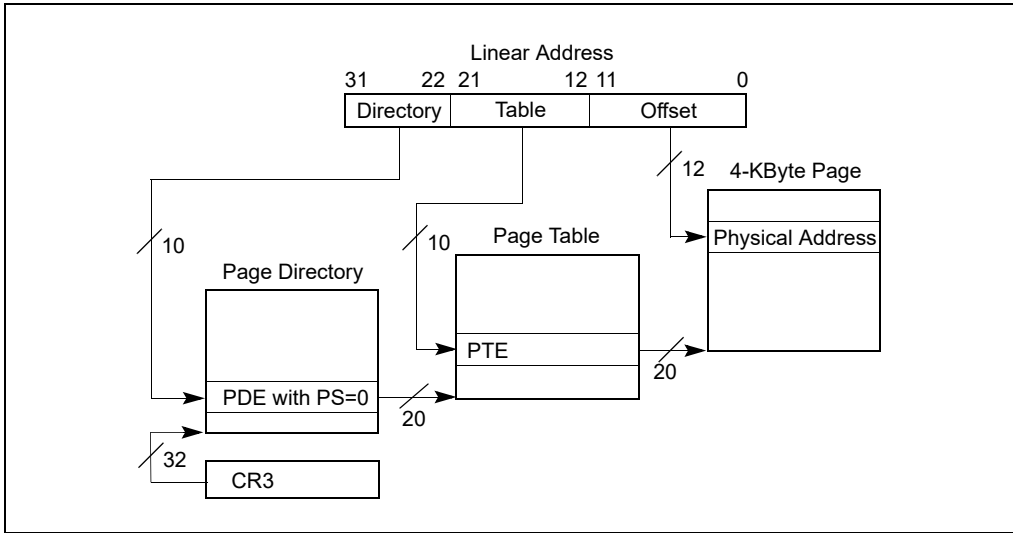 Linear Address
31 22 21 12 11 0
Directory Table Offset
12 4-KByte Page
Physical Address
10 10 Page Table
Page Directory
PTE
20
PDE with PS=0
20
32
CR3